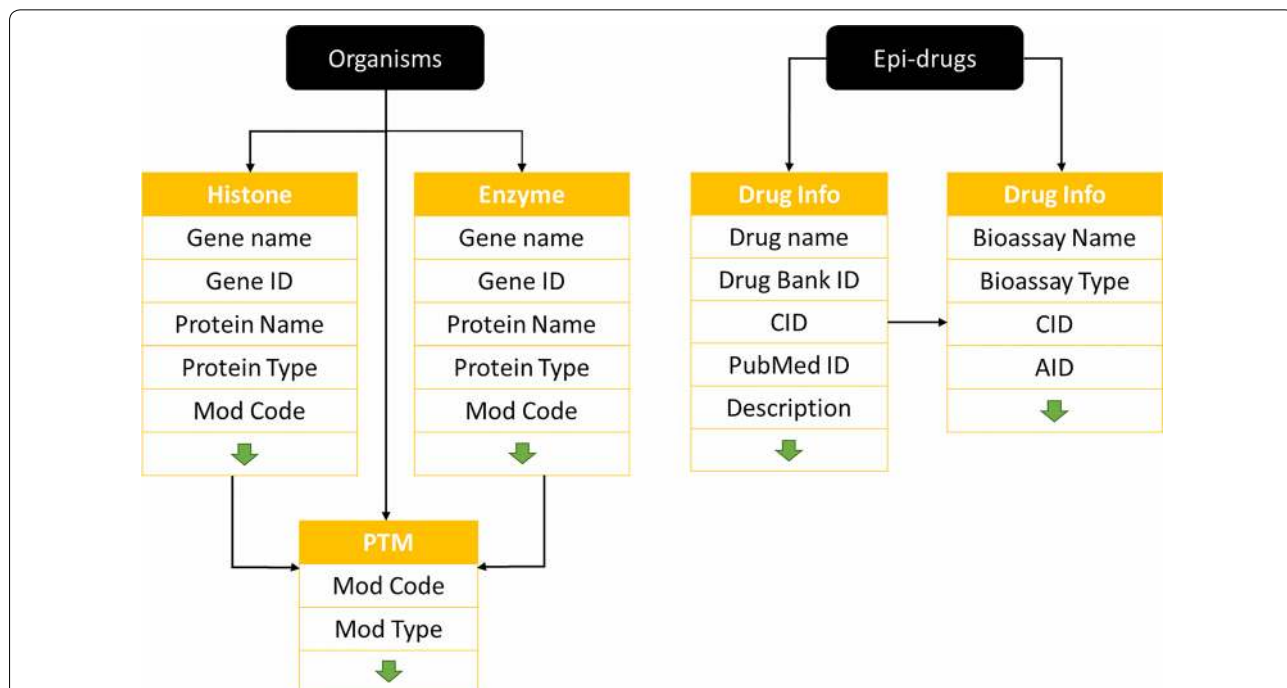 Organisms
Epi-drugs
Histone
Gene name
Gene ID
Protein Name
Protein Type
Mod Code
Enzyme
Gene name
Gene ID
Protein Name
Protein Type
Mod Code
PTM
Mod Code
Mod Type
Drug Info
Drug name
Drug Bank ID
CID
PubMed ID
Description
Drug Info
Bioassay Name
Bioassay Type
CID
AID